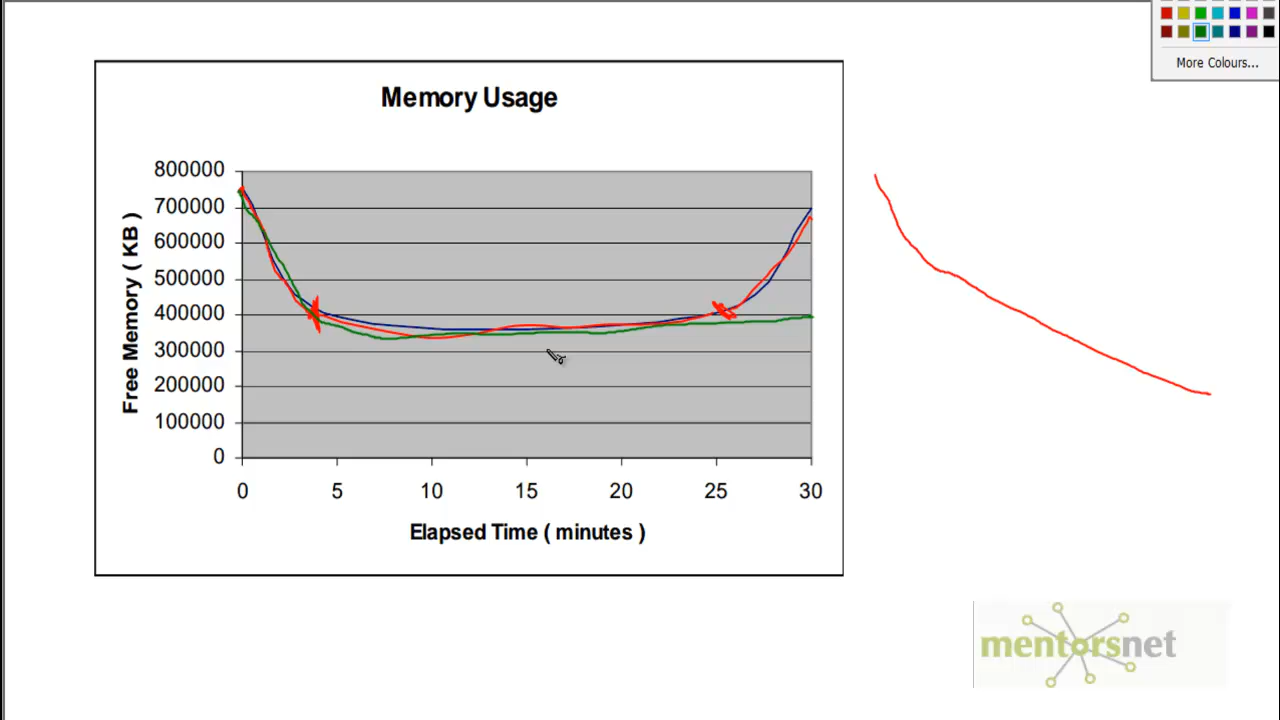 More Colours...
Memory Usage
800000
700000
600000
500000
400000
300000
200000
100000
0
Free Memory ( KB )
0 5 10 15 20 25 30
Elapsed Time ( minutes )
mentorsnet